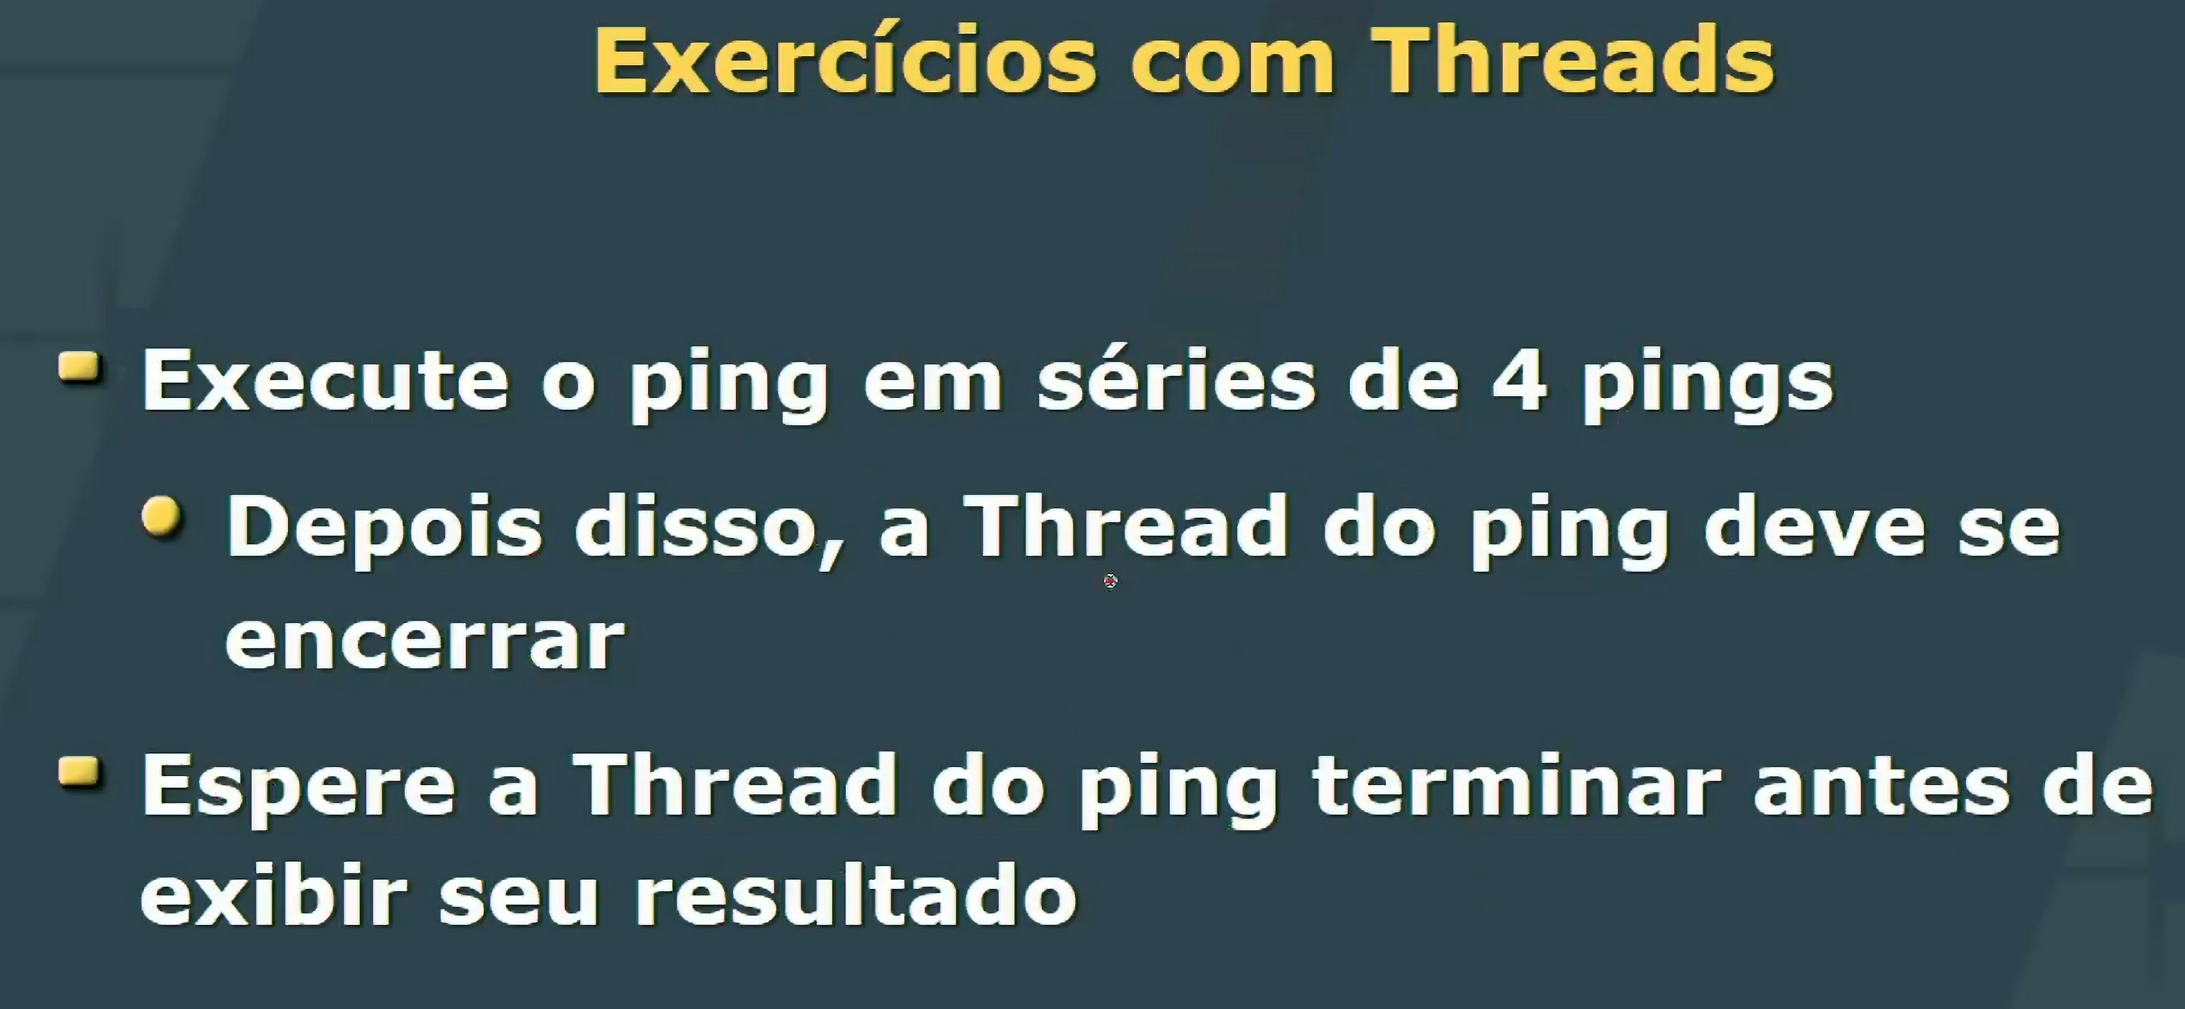 Exercícios com Threads
Execute o ping em séries de 4 pings
Depois disso, a Thread do ping deve se
encerrar
Espere a Thread do ping terminar antes de
exibir seu resultado